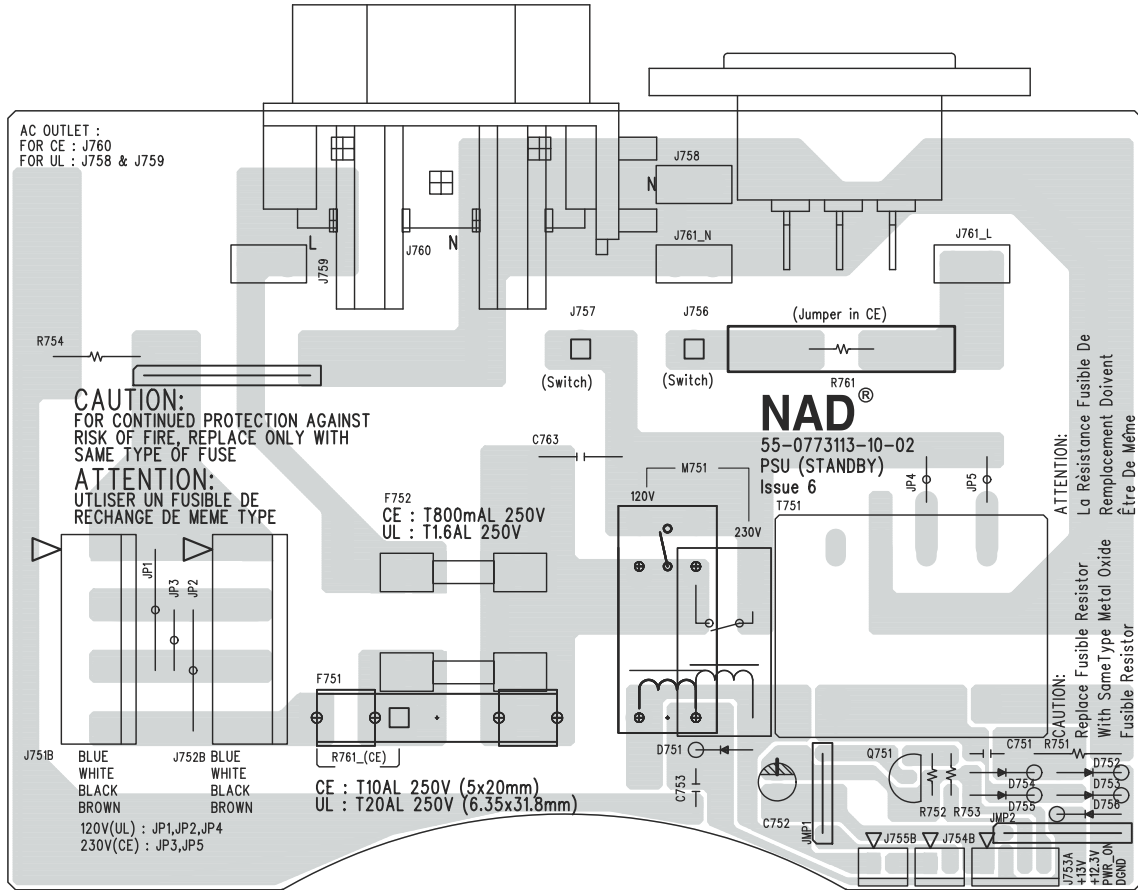 AC OUTLET :
FOR CE : J760
FOR UL : J758 & J759
J758
N
L
J759
J760
N
J761_N
J761_L
J757
(Switch)
J756
(Switch)
(Jumper in CE)
R761
R754
CAUTION:
FOR CONTINUED PROTECTION AGAINST
RISK OF FIRE, REPLACE ONLY WITH
SAME TYPE OF FUSE
ATTENTION:
UTLISER UN FUSIBLE DE
RECHANGE DE MEME TYPE
NAD®
55-0773113-10-02
PSU (STANDBY)
Issue 6
C763
M751
120V
230V
T751
JP4
JP5
F752
CE : T800mAL 250V
UL : T1.6AL 250V
ATTENTION:
La Résistance Fusible De
Remplacement Doivent
Être De Même
CAUTION:
Replace Fusible Resistor
With SameType Metal Oxide
Fusible Resistor
JP1
JP3
JP2
F751
R761_(CE)
CE : T10AL 250V (5x20mm)
UL : T20AL 250V (6.35x31.8mm)
J751B
BLUE
WHITE
BLACK
BROWN
J752B
BLUE
WHITE
BLACK
BROWN
120V(UL) : JP1,JP2,JP4
230V(CE) : JP3,JP5
D751
C753
C752
JMP1
Q751
R752
R753
C751
R751
D752
D754
D753
D755
D756
JMP2
J755B
J754B
J753A
+13V
+12.3V
PWR_ON
DGND